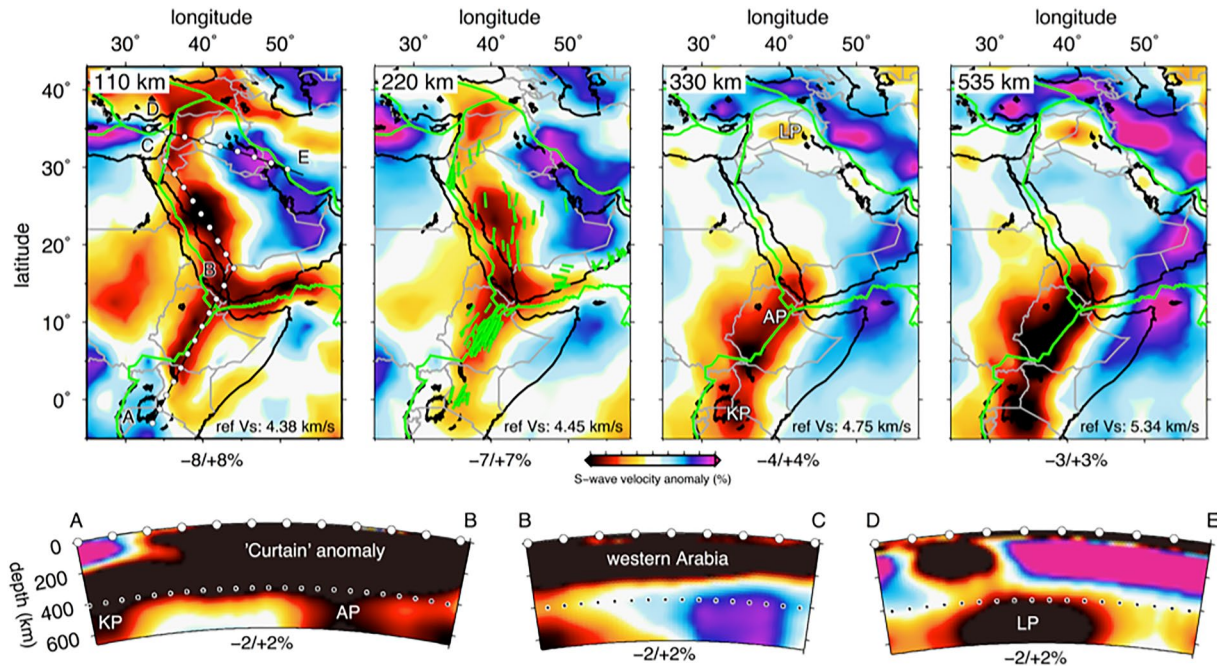 longitude longitude longitude longitude
30° 40° 50° 30° 40° 50° 30° 40° 50° 30° 40° 50°
110 km 220 km 330 km 535 km
latitude
40°
30°
20°
10°
0°
D
C
E
B
A
LP
AP
KP
ref Vs: 4.38 km/s ref Vs: 4.45 km/s ref Vs: 4.75 km/s ref Vs: 5.34 km/s
−8/+8% −7/+7% −4/+4% −3/+3%
S−wave velocity anomaly (%)
A B B C D E
depth (km)
0
200
400
600
'Curtain' anomaly western Arabia
KP AP LP
−2/+2% −2/+2% −2/+2%